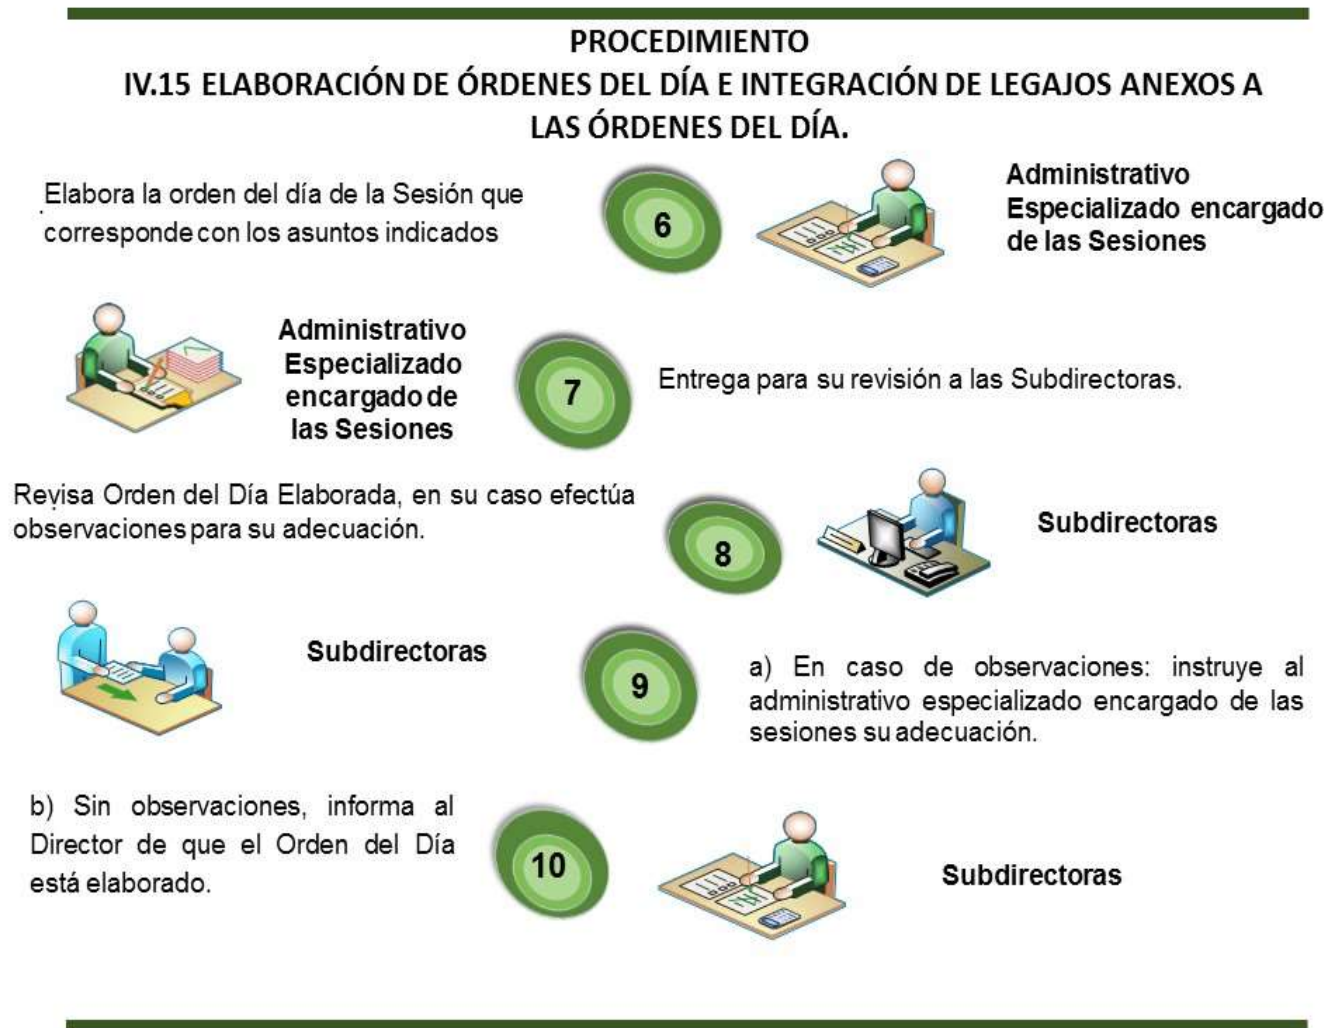 PROCEDIMIENTO
IV.15 ELABORACIÓN DE ÓRDENES DEL DÍA E INTEGRACIÓN DE LEGAJOS ANEXOS A
LAS ÓRDENES DEL DÍA.
Elabora la orden del día de la Sesión que
corresponde con los asuntos indicados
6
Administrativo
Especializado encargado
de las Sesiones
Administrativo
Especializado
encargado de
las Sesiones
7
Entrega para su revisión a las Subdirectoras.
Revisa Orden del Día Elaborada, en su caso efectúa
observaciones para su adecuación.
8
Subdirectoras
Subdirectoras
9
a) En caso de observaciones: instruye al
administrativo especializado encargado de las
sesiones su adecuación.
b) Sin observaciones, informa al
Director de que el Orden del Día
está elaborado.
10
Subdirectoras